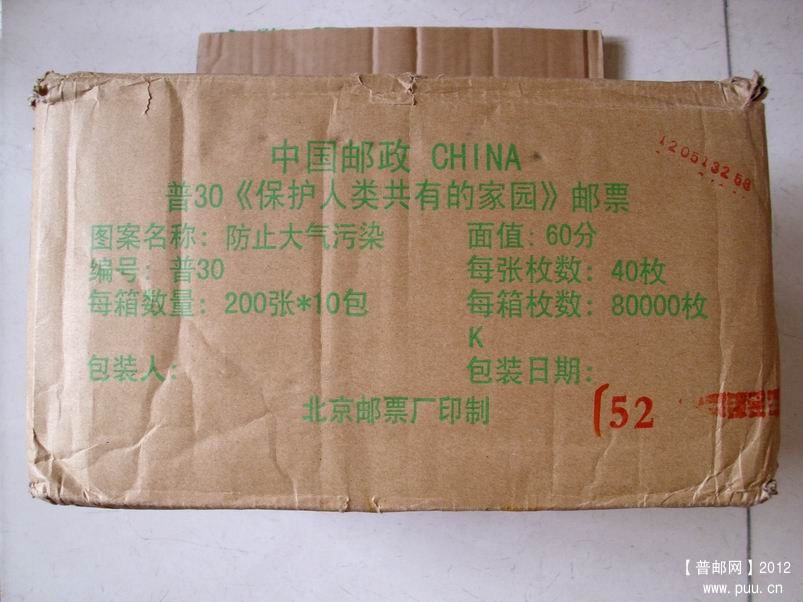 中国邮政 CHINA
普30《保护人类共有的家园》邮票
图案名称: 防止大气污染 面值: 60分
编号: 普30 每张枚数: 40枚
每箱数量: 200张*10包 每箱枚数: 80000枚
K
包装人: 包装日期:
北京邮票厂印制
52
【普邮网】2012
www.puu.cn